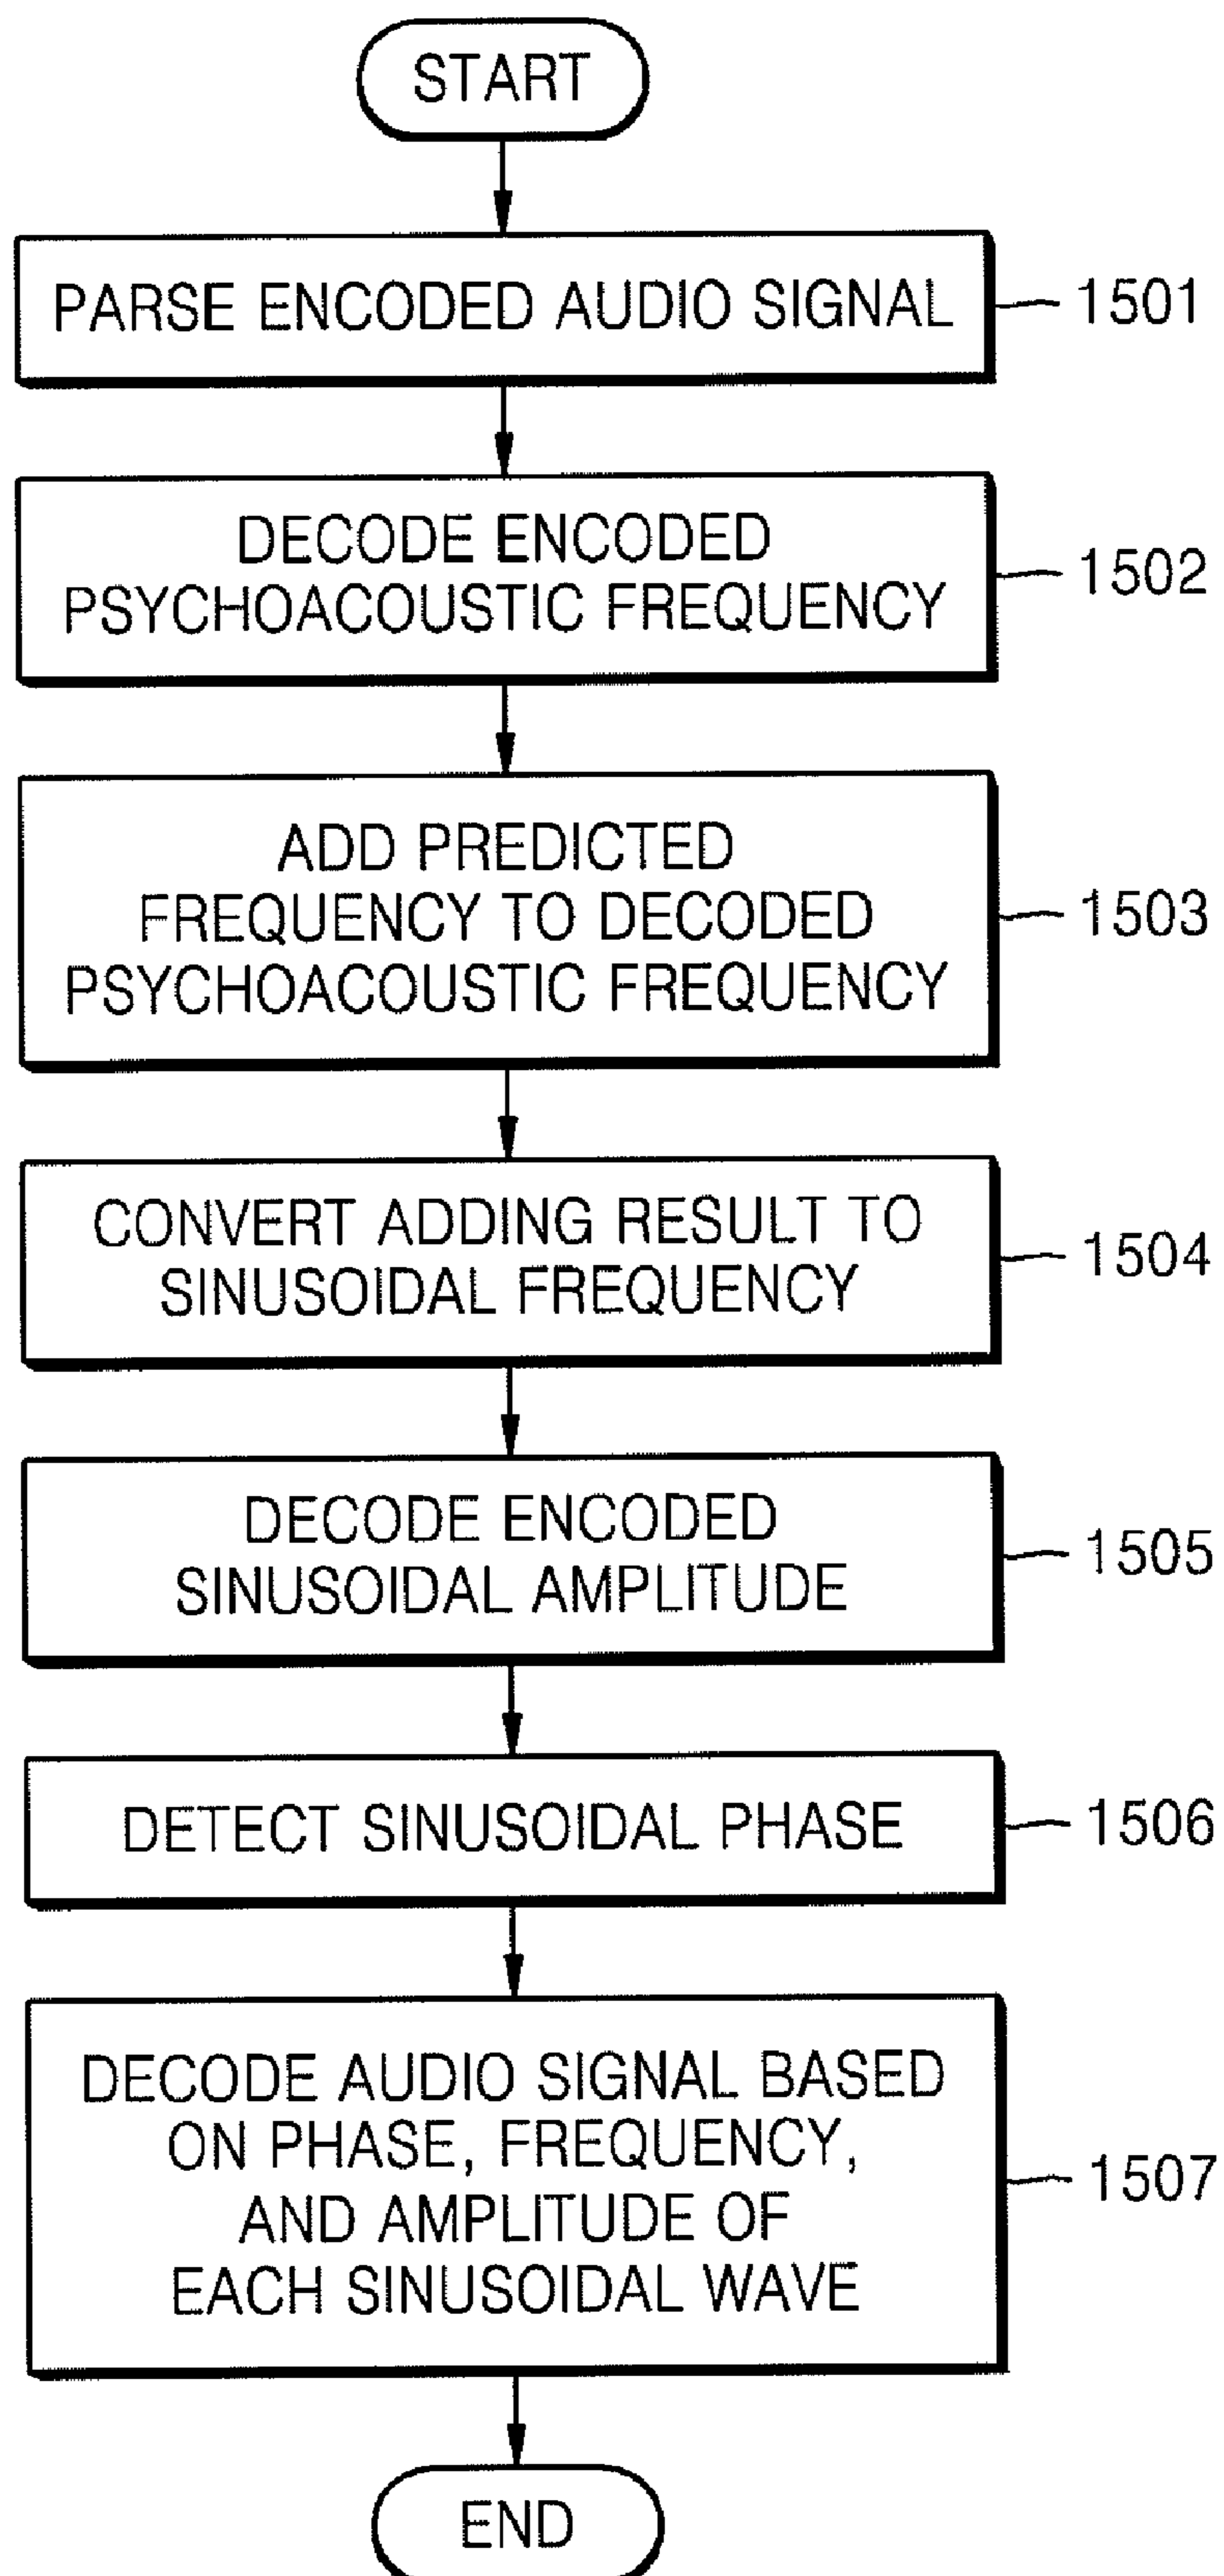 START
PARSE ENCODED AUDIO SIGNAL
1501
DECODE ENCODED
PSYCHOACOUSTIC FREQUENCY
1502
ADD PREDICTED
FREQUENCY TO DECODED
PSYCHOACOUSTIC FREQUENCY
1503
CONVERT ADDING RESULT TO
SINUSOIDAL FREQUENCY
1504
DECODE ENCODED
SINUSOIDAL AMPLITUDE
1505
DETECT SINUSOIDAL PHASE
1506
DECODE AUDIO SIGNAL BASED
ON PHASE, FREQUENCY,
AND AMPLITUDE OF
EACH SINUSOIDAL WAVE
1507
END